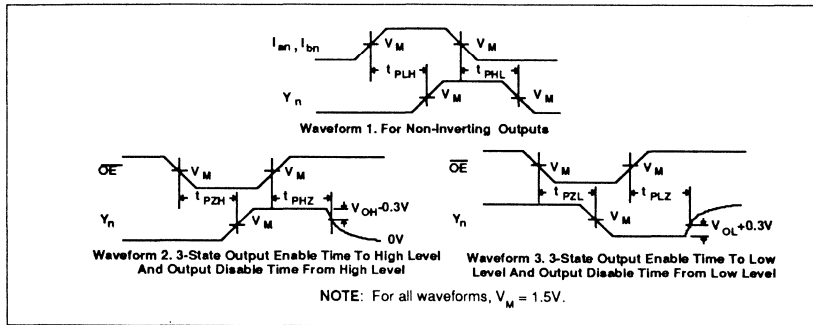 Ian , Ibn
VM
VM
tPLH
tPHL
Yn
VM
VM
Waveform 1. For Non-Inverting Outputs
OE
VM
VM
tPZH
tPHZ
VOH-0.3V
Yn
VM
0V
Waveform 2. 3-State Output Enable Time To High Level
And Output Disable Time From High Level
OE
VM
VM
tPZL
tPLZ
Yn
VM
VOL+0.3V
Waveform 3. 3-State Output Enable Time To Low
Level And Output Disable Time From Low Level
NOTE: For all waveforms, VM = 1.5V.